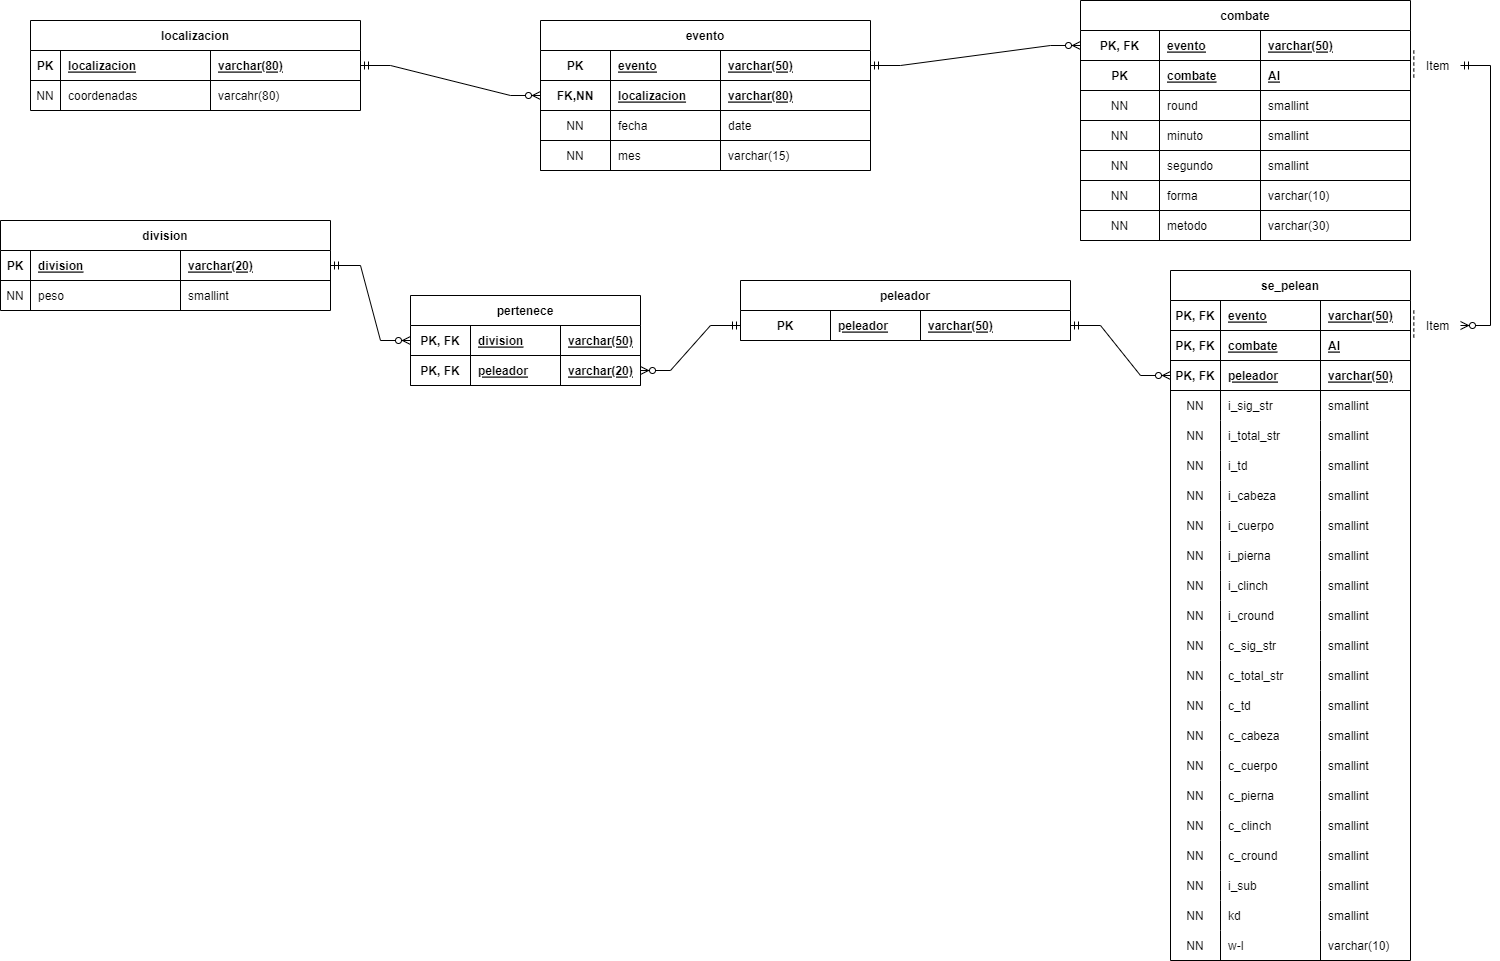 localizacion
PK localizacion varchar(80)
NN coordenadas varcahr(80)
evento
PK evento varchar(50)
FK,NN localizacion varchar(80)
NN fecha date
NN mes varchar(15)
combate
PK, FK evento varchar(50)
PK combate AI
NN round smallint
NN minuto smallint
NN segundo smallint
NN forma varchar(10)
NN metodo varchar(30)
Item
division
PK division varchar(20)
NN peso smallint
pertenece
PK, FK division varchar(50)
PK, FK peleador varchar(20)
peleador
PK peleador varchar(50)
se_pelean
PK, FK evento varchar(50)
PK, FK combate AI
PK, FK peleador varchar(50)
NN i_sig_str smallint
NN i_total_str smallint
NN i_td smallint
NN i_cabeza smallint
NN i_cuerpo smallint
NN i_pierna smallint
NN i_clinch smallint
NN i_cround smallint
NN c_sig_str smallint
NN c_total_str smallint
NN c_td smallint
NN c_cabeza smallint
NN c_cuerpo smallint
NN c_pierna smallint
NN c_clinch smallint
NN c_cround smallint
NN i_sub smallint
NN kd smallint
NN w-l varchar(10)
Item